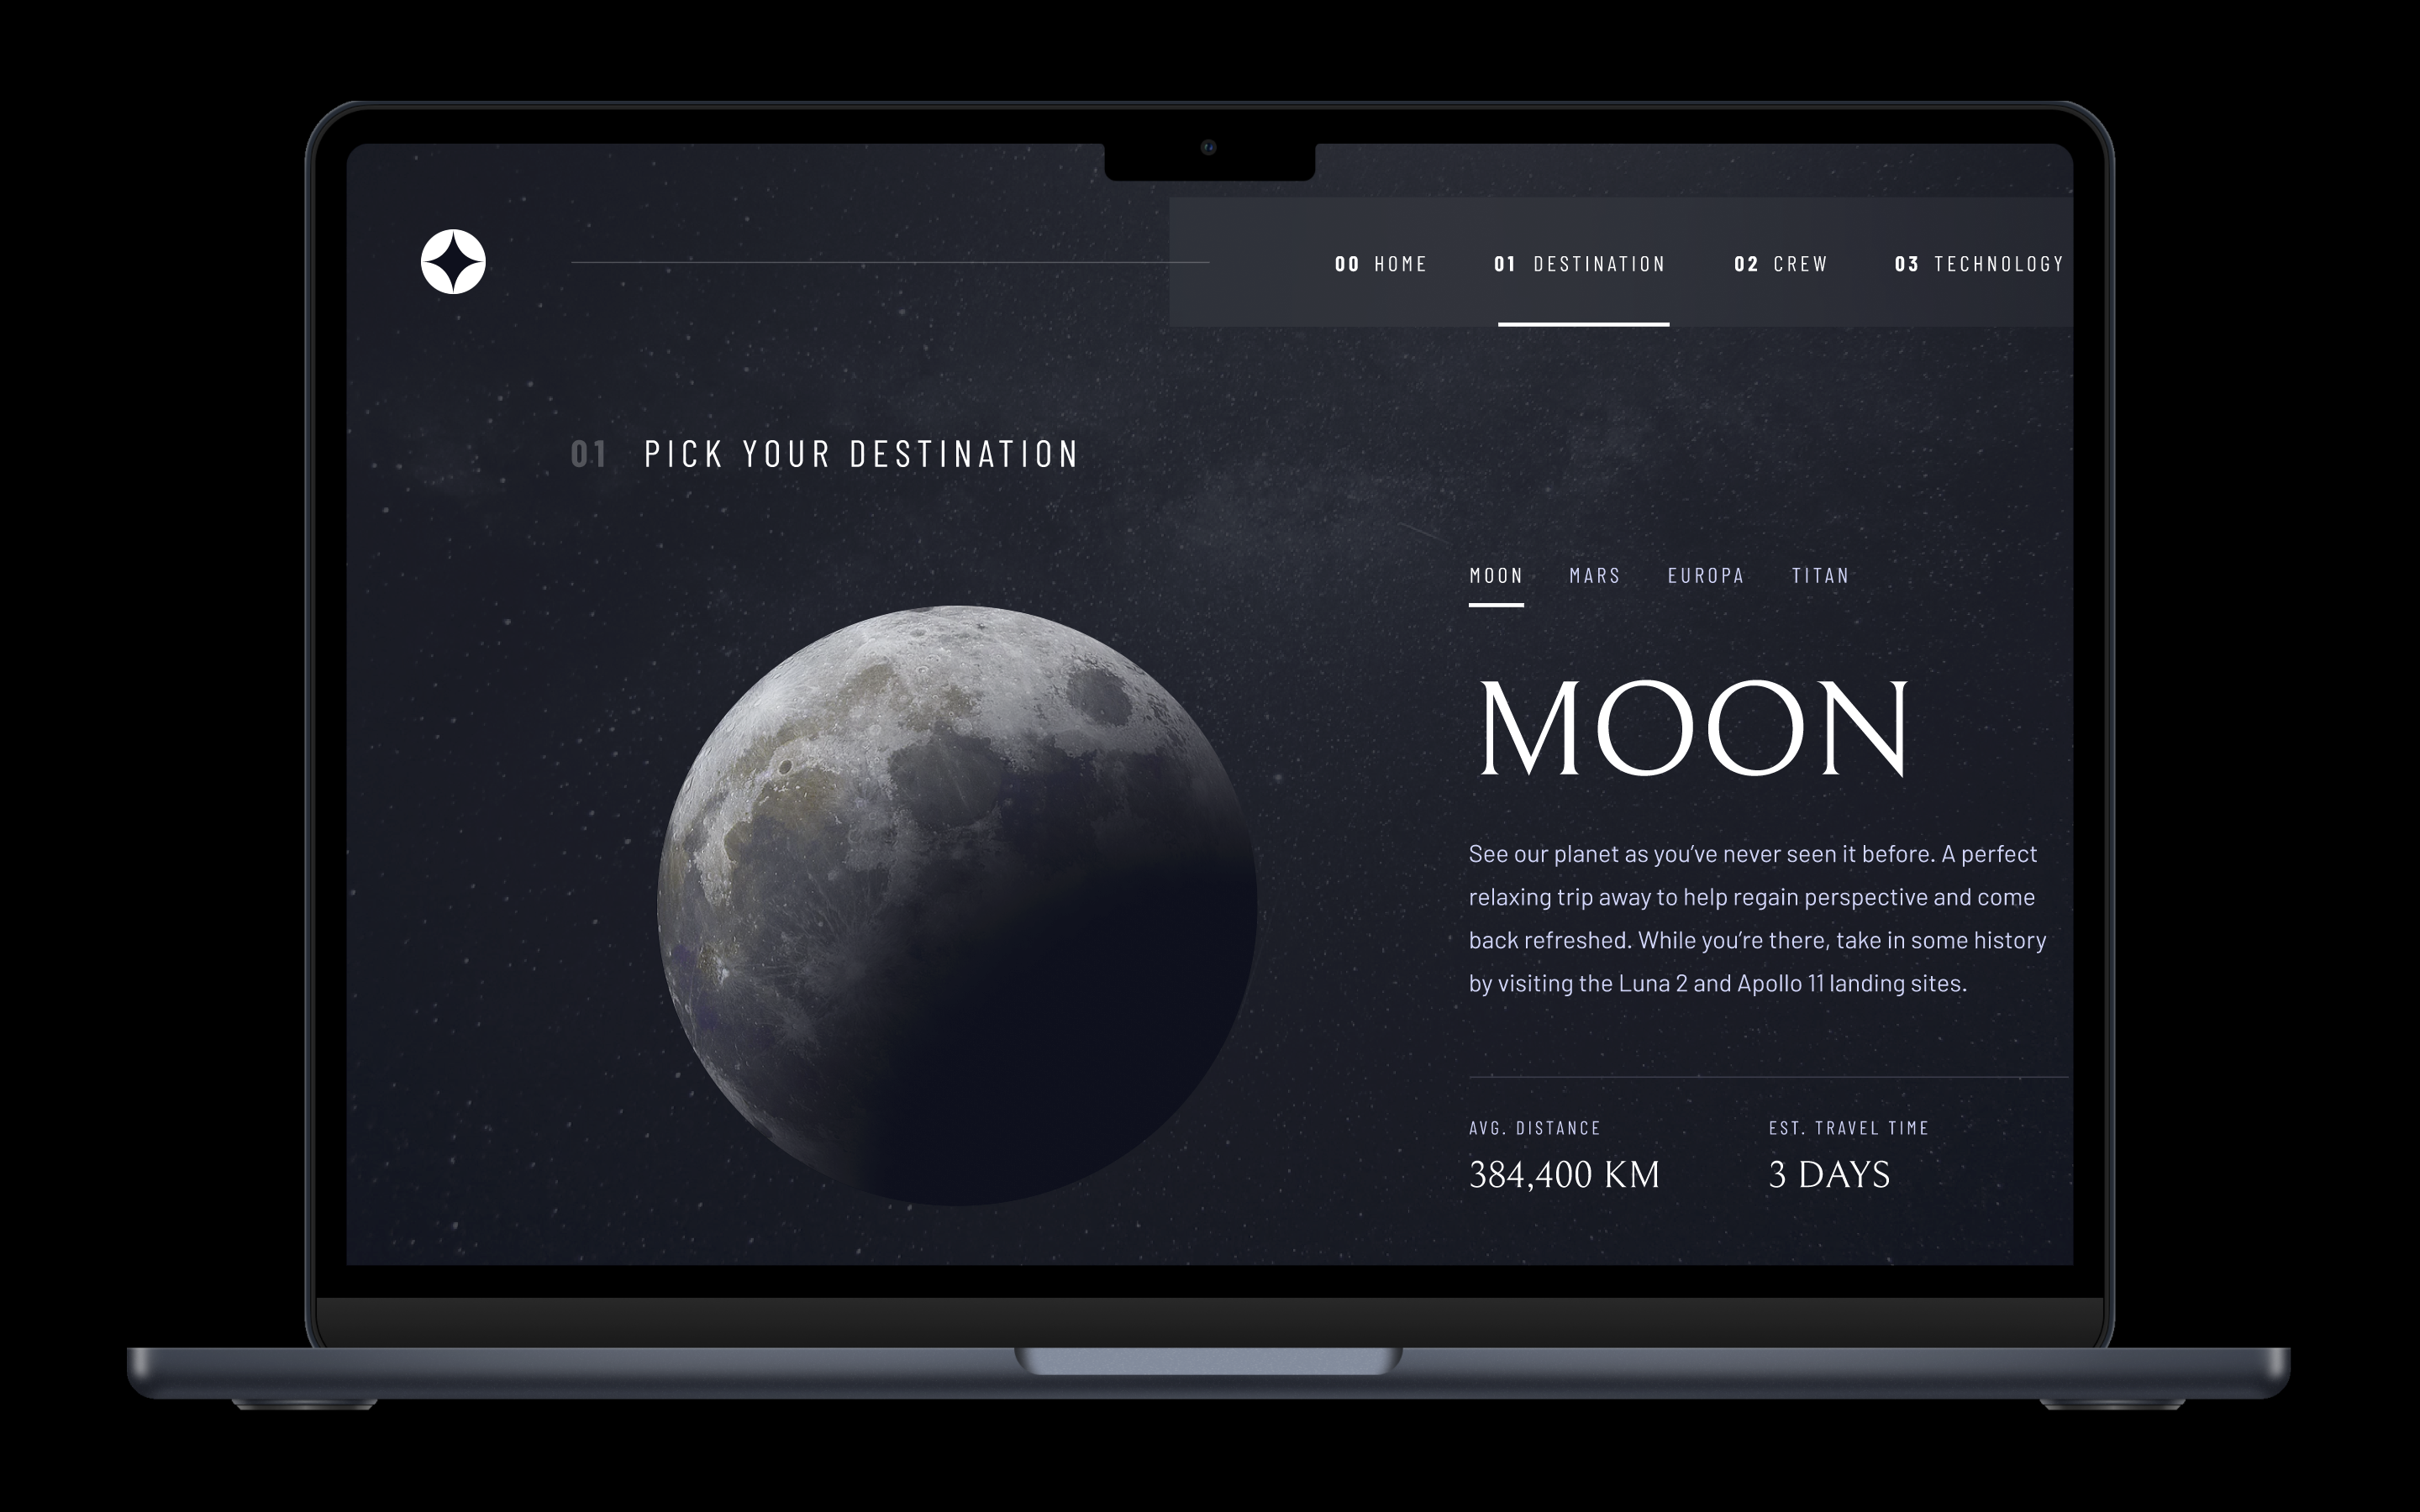 00 HOME 01 DESTINATION 02 CREW 03 TECHNOLOGY
01 PICK YOUR DESTINATION
MOON MARS EUROPA TITAN
MOON
See our planet as you’ve never seen it before. A perfect
relaxing trip away to help regain perspective and come
back refreshed. While you’re there, take in some history
by visiting the Luna 2 and Apollo 11 landing sites.
AVG. DISTANCE EST. TRAVEL TIME
384,400 KM 3 DAYS